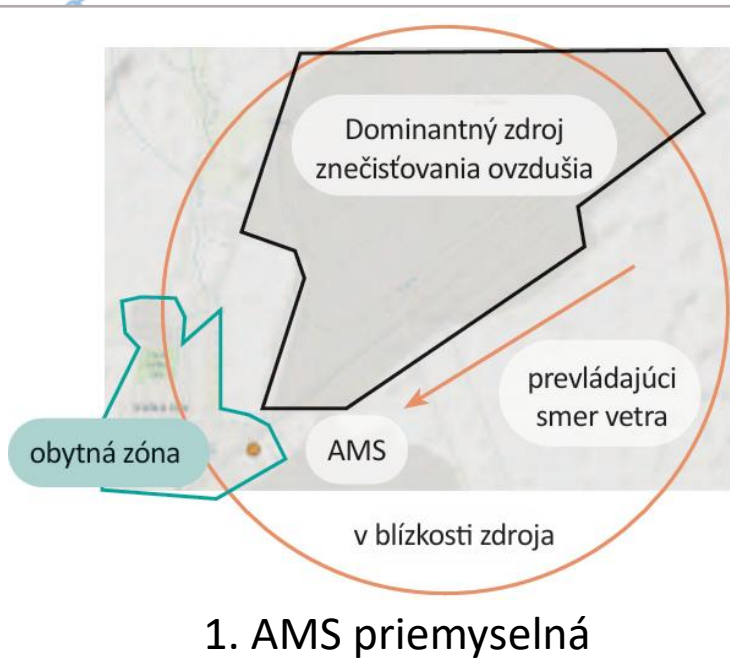 Dominantný zdroj
znečisťovania ovzdušia
prevládajúci
smer vetra
obytná zóna
AMS
v blízkosti zdroja
1. AMS priemyselná